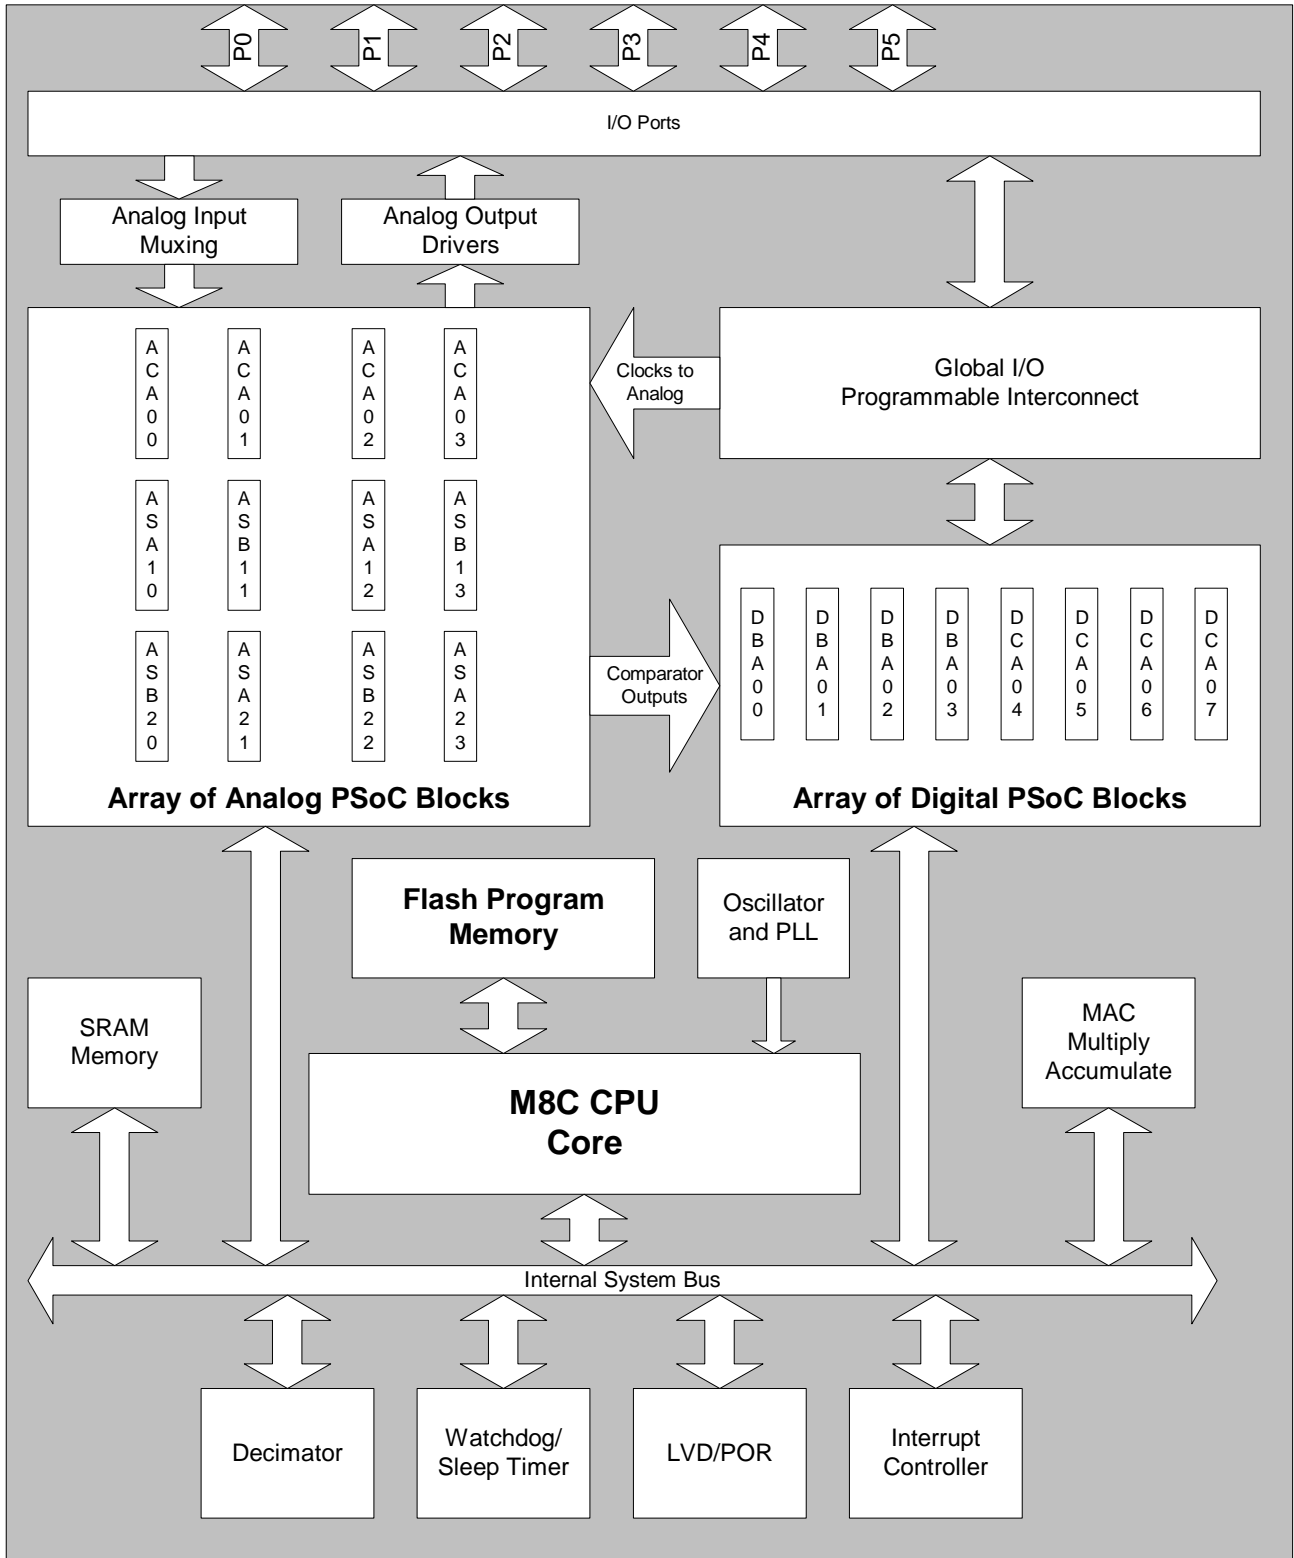 P0 P1 P2 P3 P4 P5
I/O Ports
Analog Input
Muxing
Analog Output
Drivers
ACA00 ACA01 ACA02 ACA03
ASA10 ASB11 ASA12 ASB13
ASB20 ASA21 ASB22 ASA23
Array of Analog PSoC Blocks
Clocks to
Analog
Global I/O
Programmable Interconnect
Comparator
Outputs
DBA00 DBA01 DBA02 DBA03 DCA04 DCA05 DCA06 DCA07
Array of Digital PSoC Blocks
Flash Program
Memory
Oscillator
and PLL
SRAM
Memory
MAC
Multiply
Accumulate
M8C CPU
Core
Internal System Bus
Decimator
Watchdog/
Sleep Timer
LVD/POR
Interrupt
Controller